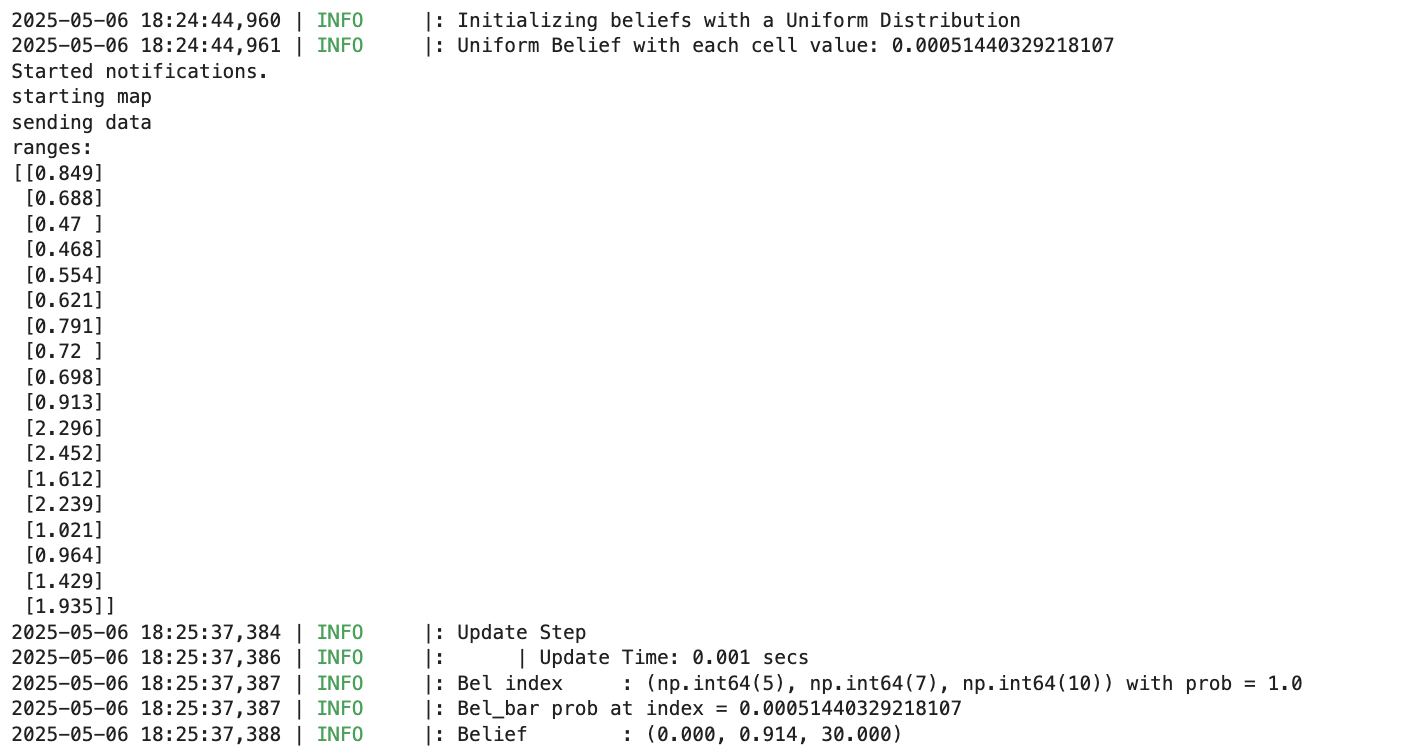 2025-05-06 18:24:44,960 | INFO     |: Initializing beliefs with a Uniform Distribution
2025-05-06 18:24:44,961 | INFO     |: Uniform Belief with each cell value: 0.00051440329218107
Started notifications.
starting map
sending data
ranges:
[[0.849]
 [0.688]
 [0.47 ]
 [0.468]
 [0.554]
 [0.621]
 [0.791]
 [0.72 ]
 [0.698]
 [0.913]
 [2.296]
 [2.452]
 [1.612]
 [2.239]
 [1.021]
 [0.964]
 [1.429]
 [1.935]]
2025-05-06 18:25:37,384 | INFO     |: Update Step
2025-05-06 18:25:37,386 | INFO     |:      | Update Time: 0.001 secs
2025-05-06 18:25:37,387 | INFO     |: Bel index     : (np.int64(5), np.int64(7), np.int64(10)) with prob = 1.0
2025-05-06 18:25:37,387 | INFO     |: Bel_bar prob at index = 0.00051440329218107
2025-05-06 18:25:37,388 | INFO     |: Belief        : (0.000, 0.914, 30.000)